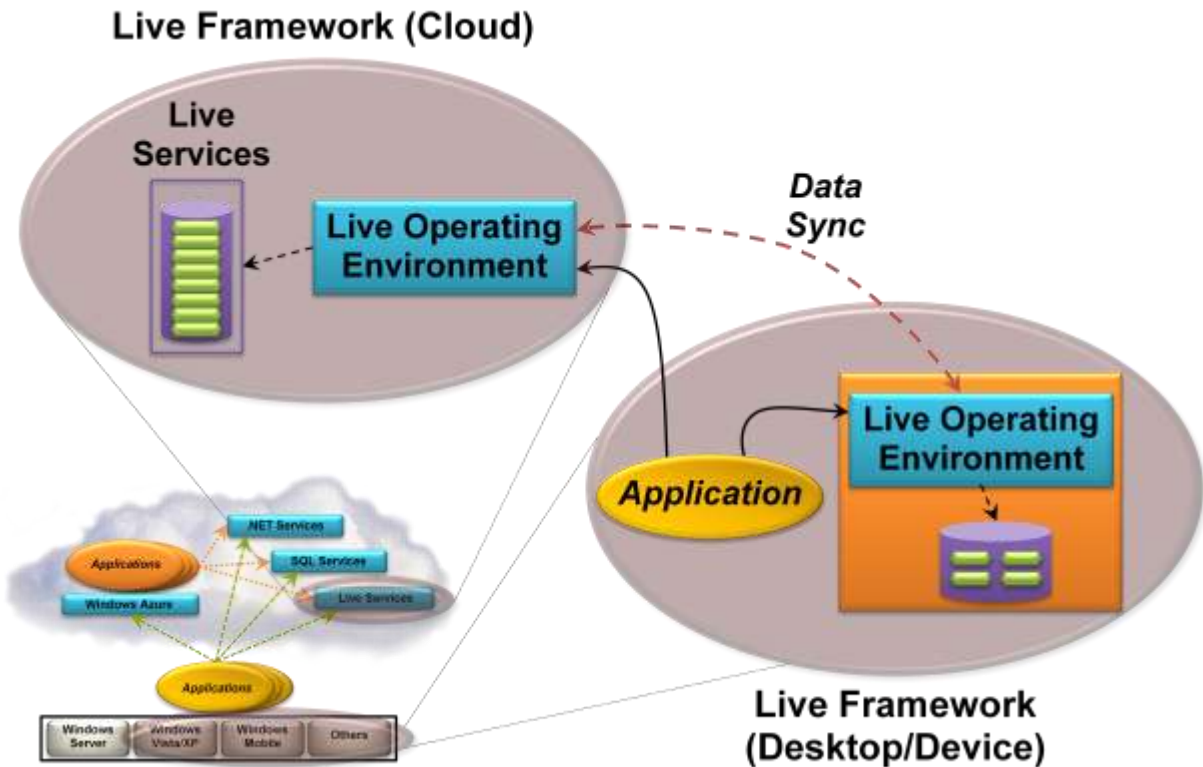 Live Framework (Cloud)
Live
Services
Live Operating
Environment
Data
Sync
Live Operating
Environment
Application
.NET Services
Applications
SQL Services
Windows Azure
Live Services
Applications
Windows
Server
Windows
Vista/XP
Windows
Mobile
Others
Live Framework
(Desktop/Device)